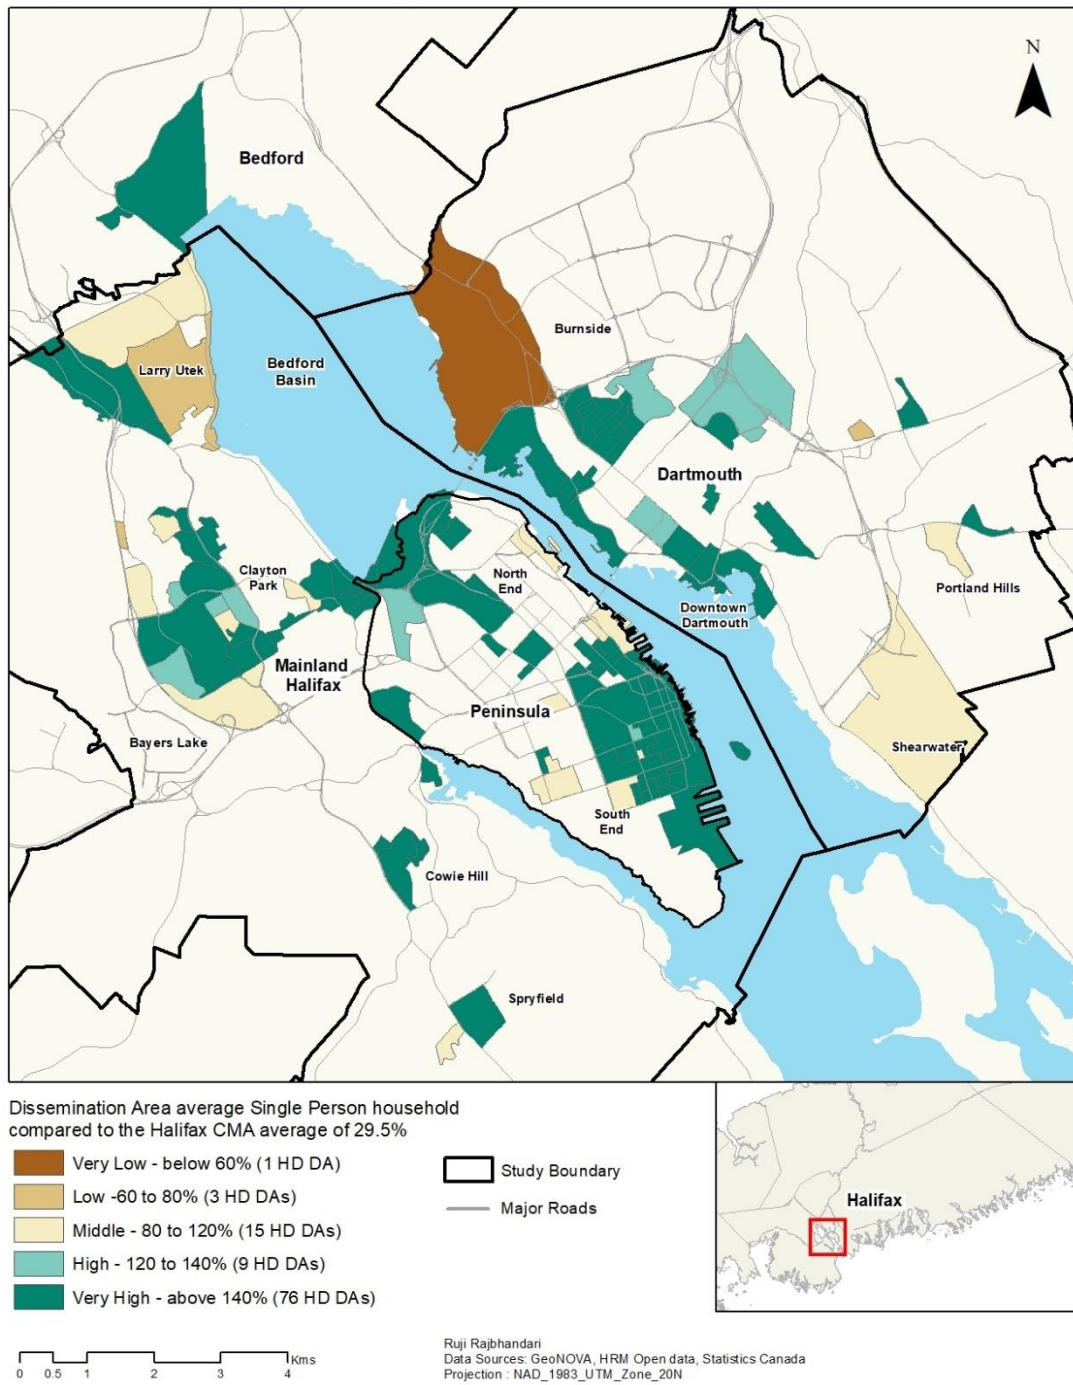 N
Bedford
Burnside
Larry Utek
Bedford
Basin
Dartmouth
Clayton
Park
North
End
Portland Hills
Downtown
Dartmouth
Mainland
Halifax
Peninsula
Bayers Lake
Shearwater
South
End
Cowie Hill
Spryfield
Dissemination Area average Single Person household
compared to the Halifax CMA average of 29.5%
Very Low - below 60% (1 HD DA)
Low -60 to 80% (3 HD DAs)
Middle - 80 to 120% (15 HD DAs)
High - 120 to 140% (9 HD DAs)
Very High - above 140% (76 HD DAs)
Study Boundary
Major Roads
Halifax
0 0.5 1 2 3 4 Kms
Ruji Rajbhandari
Data Sources: GeoNOVA, HRM Open data, Statistics Canada
Projection : NAD_1983_UTM_Zone_20N